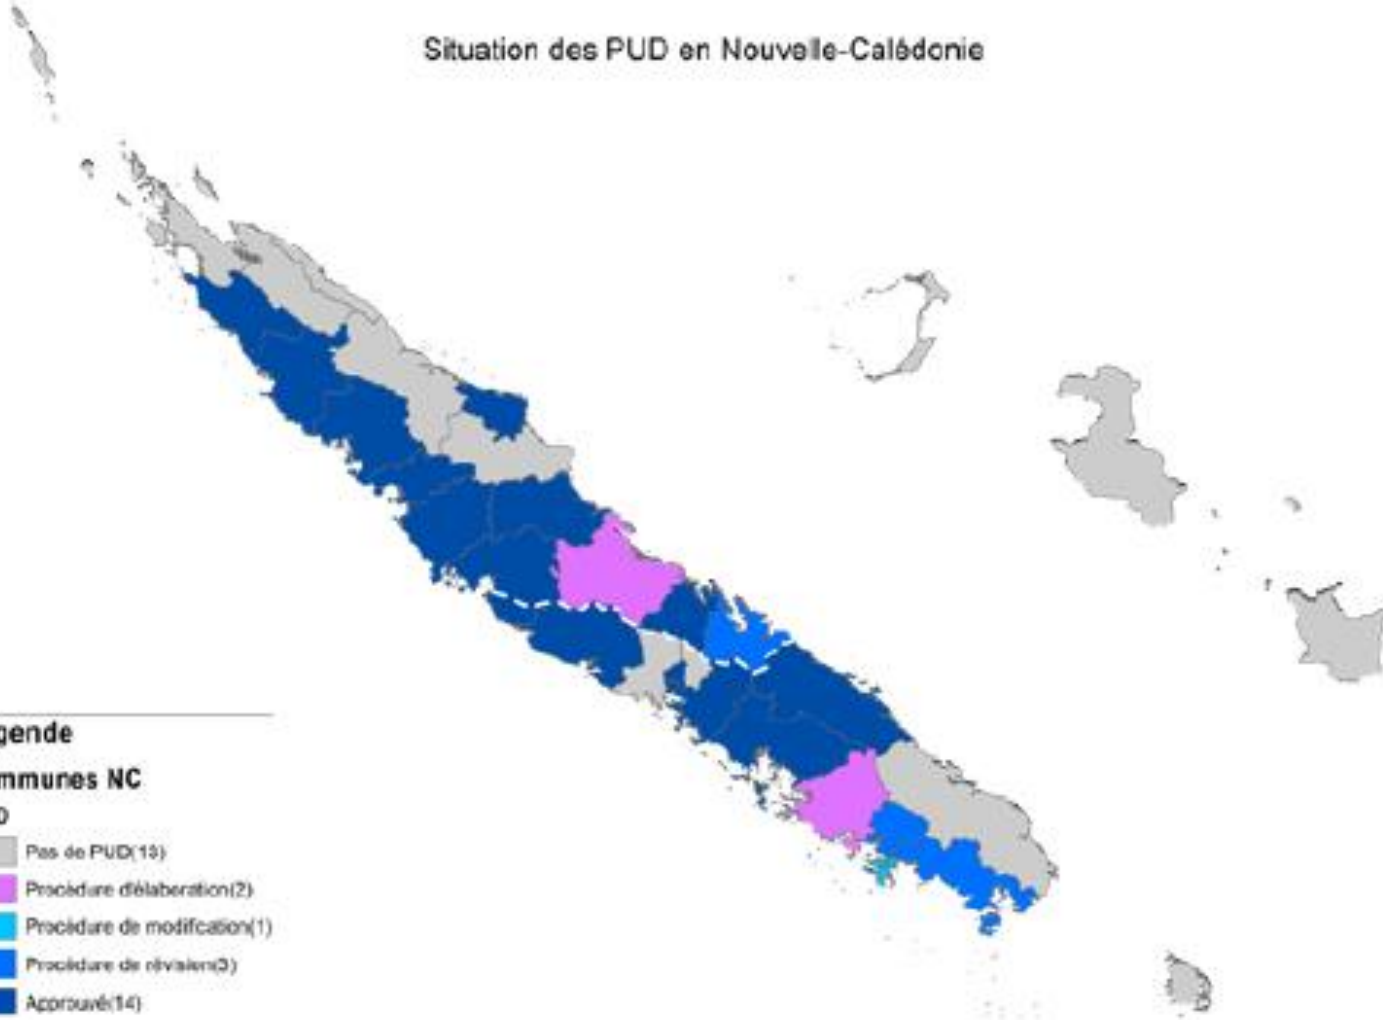 Situation des PUD en Nouvelle-Calédonie
gende
mmunes NC
D
Pas de PUD(13)
Procédure d'élaboration(2)
Procédure de modification(1)
Procédure de révision(3)
Approuvé(14)